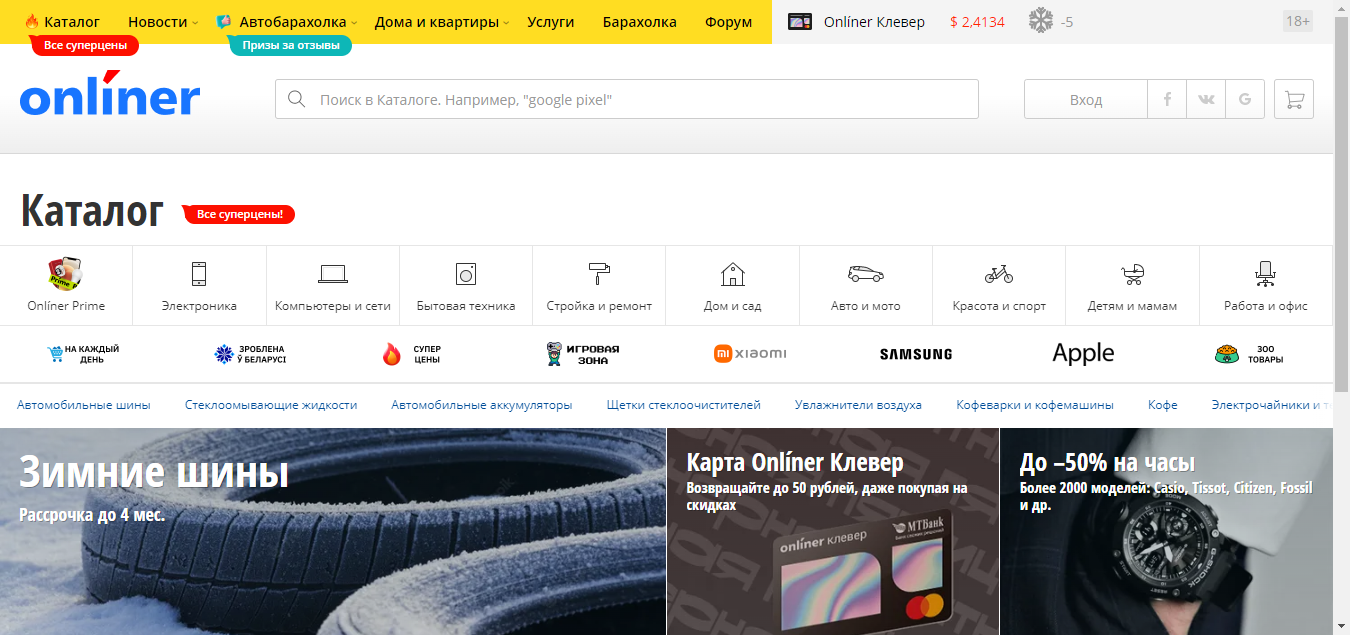 Каталог Новости Автобарахолка Дома и квартиры Услуги Барахолка Форум Onlíner Клевер $ 2,4134 -5 18+
Все суперцены Призы за отзывы
onlíner
Поиск в Каталоге. Например, "google pixel"
Вход
Каталог Все суперцены!
Onlíner Prime Электроника Компьютеры и сети Бытовая техника Стройка и ремонт Дом и сад Авто и мото Красота и спорт Детям и мамам Работа и офис
НА КАЖДЫЙ
ДЕНЬ
ЗРОБЛЕНА
Ў БЕЛАРУСІ
СУПЕР
ЦЕНЫ
ИГРОВАЯ
ЗОНА
xiaomi
SAMSUNG
Apple
ЗОО
ТОВАРЫ
Автомобильные шины Стеклоомывающие жидкости Автомобильные аккумуляторы Щетки стеклоочистителей Увлажнители воздуха Кофеварки и кофемашины Кофе Электрочайники и т
Зимние шины
Рассрочка до 4 мес.
Карта Onlíner Клевер
Возвращайте до 50 рублей, даже покупая на
скидках
onlíner клевер
МТБанк
До –50% на часы
Более 2000 моделей: Casio, Tissot, Citizen, Fossil
и др.
G-SHOCK